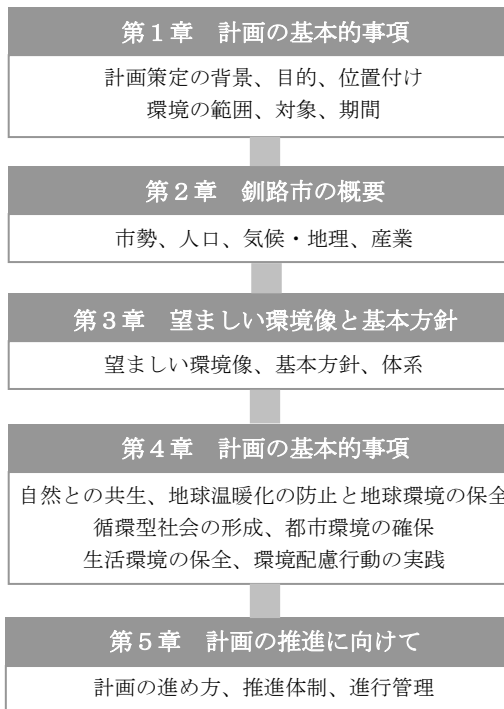 第１章　計画の基本的事項
計画策定の背景、目的、位置付け
環境の範囲、対象、期間
第２章　釧路市の概要
市勢、人口、気候・地理、産業
第３章　望ましい環境像と基本方針
望ましい環境像、基本方針、体系
第４章　計画の基本的事項
自然との共生、地球温暖化の防止と地球環境の保全
循環型社会の形成、都市環境の確保
生活環境の保全、環境配慮行動の実践
第５章　計画の推進に向けて
計画の進め方、推進体制、進行管理